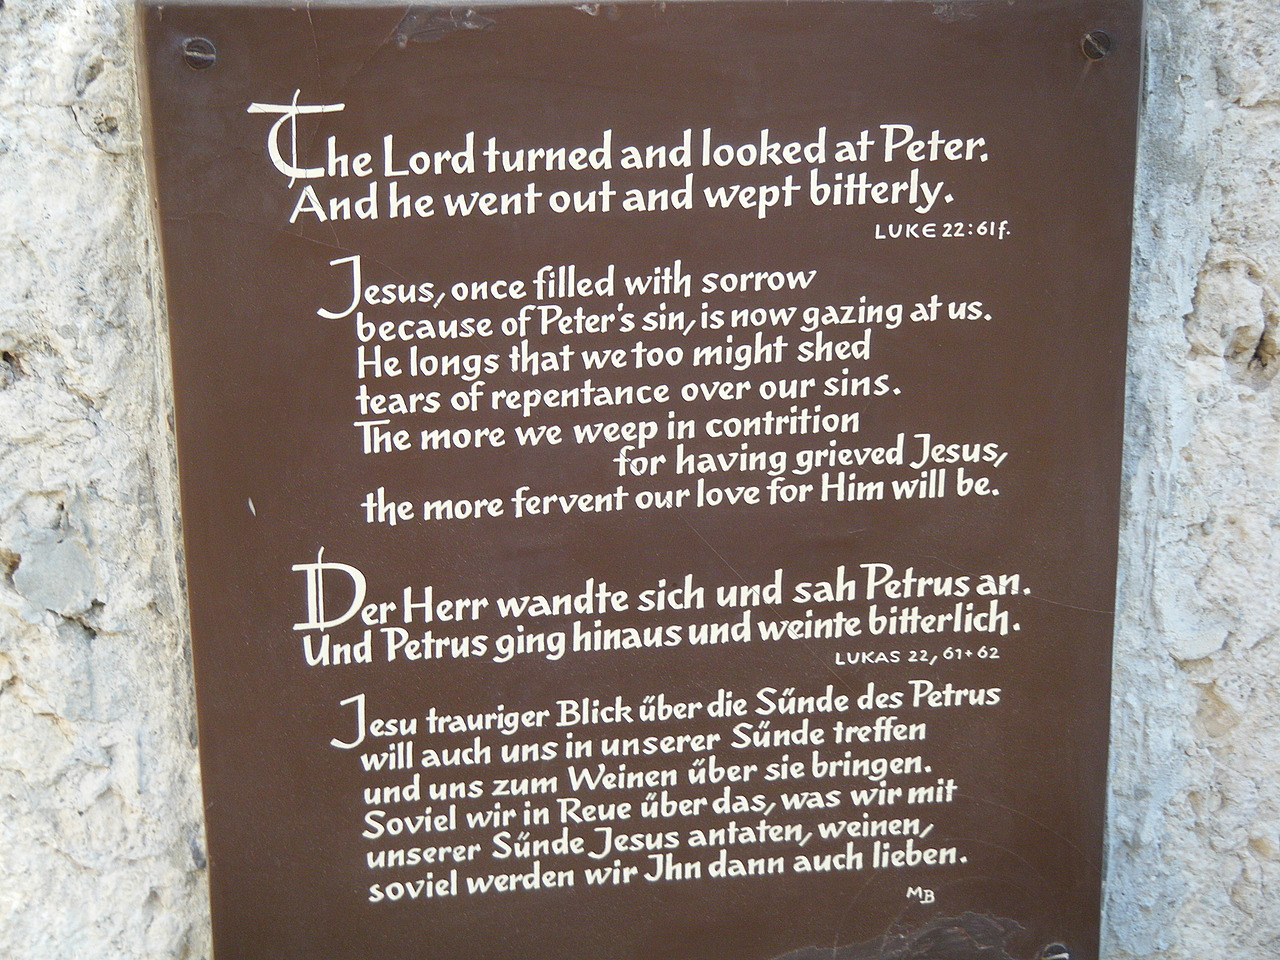 The Lord turned and looked at Peter.
And he went out and wept bitterly.
LUKE 22:61f.
Jesus, once filled with sorrow
because of Peter's sin, is now gazing at us.
He longs that we too might shed
tears of repentance over our sins.
The more we weep in contrition
for having grieved Jesus,
the more fervent our love for Him will be.
Der Herr wandte sich und sah Petrus an.
Und Petrus ging hinaus und weinte bitterlich.
LUKAS 22, 61+62
Jesu trauriger Blick über die Sünde des Petrus
will auch uns in unserer Sünde treffen
und uns zum Weinen über sie bringen.
Soviel wir in Reue über das, was wir mit
unserer Sünde Jesus antaten, weinen,
soviel werden wir Ihn dann auch lieben.
MB